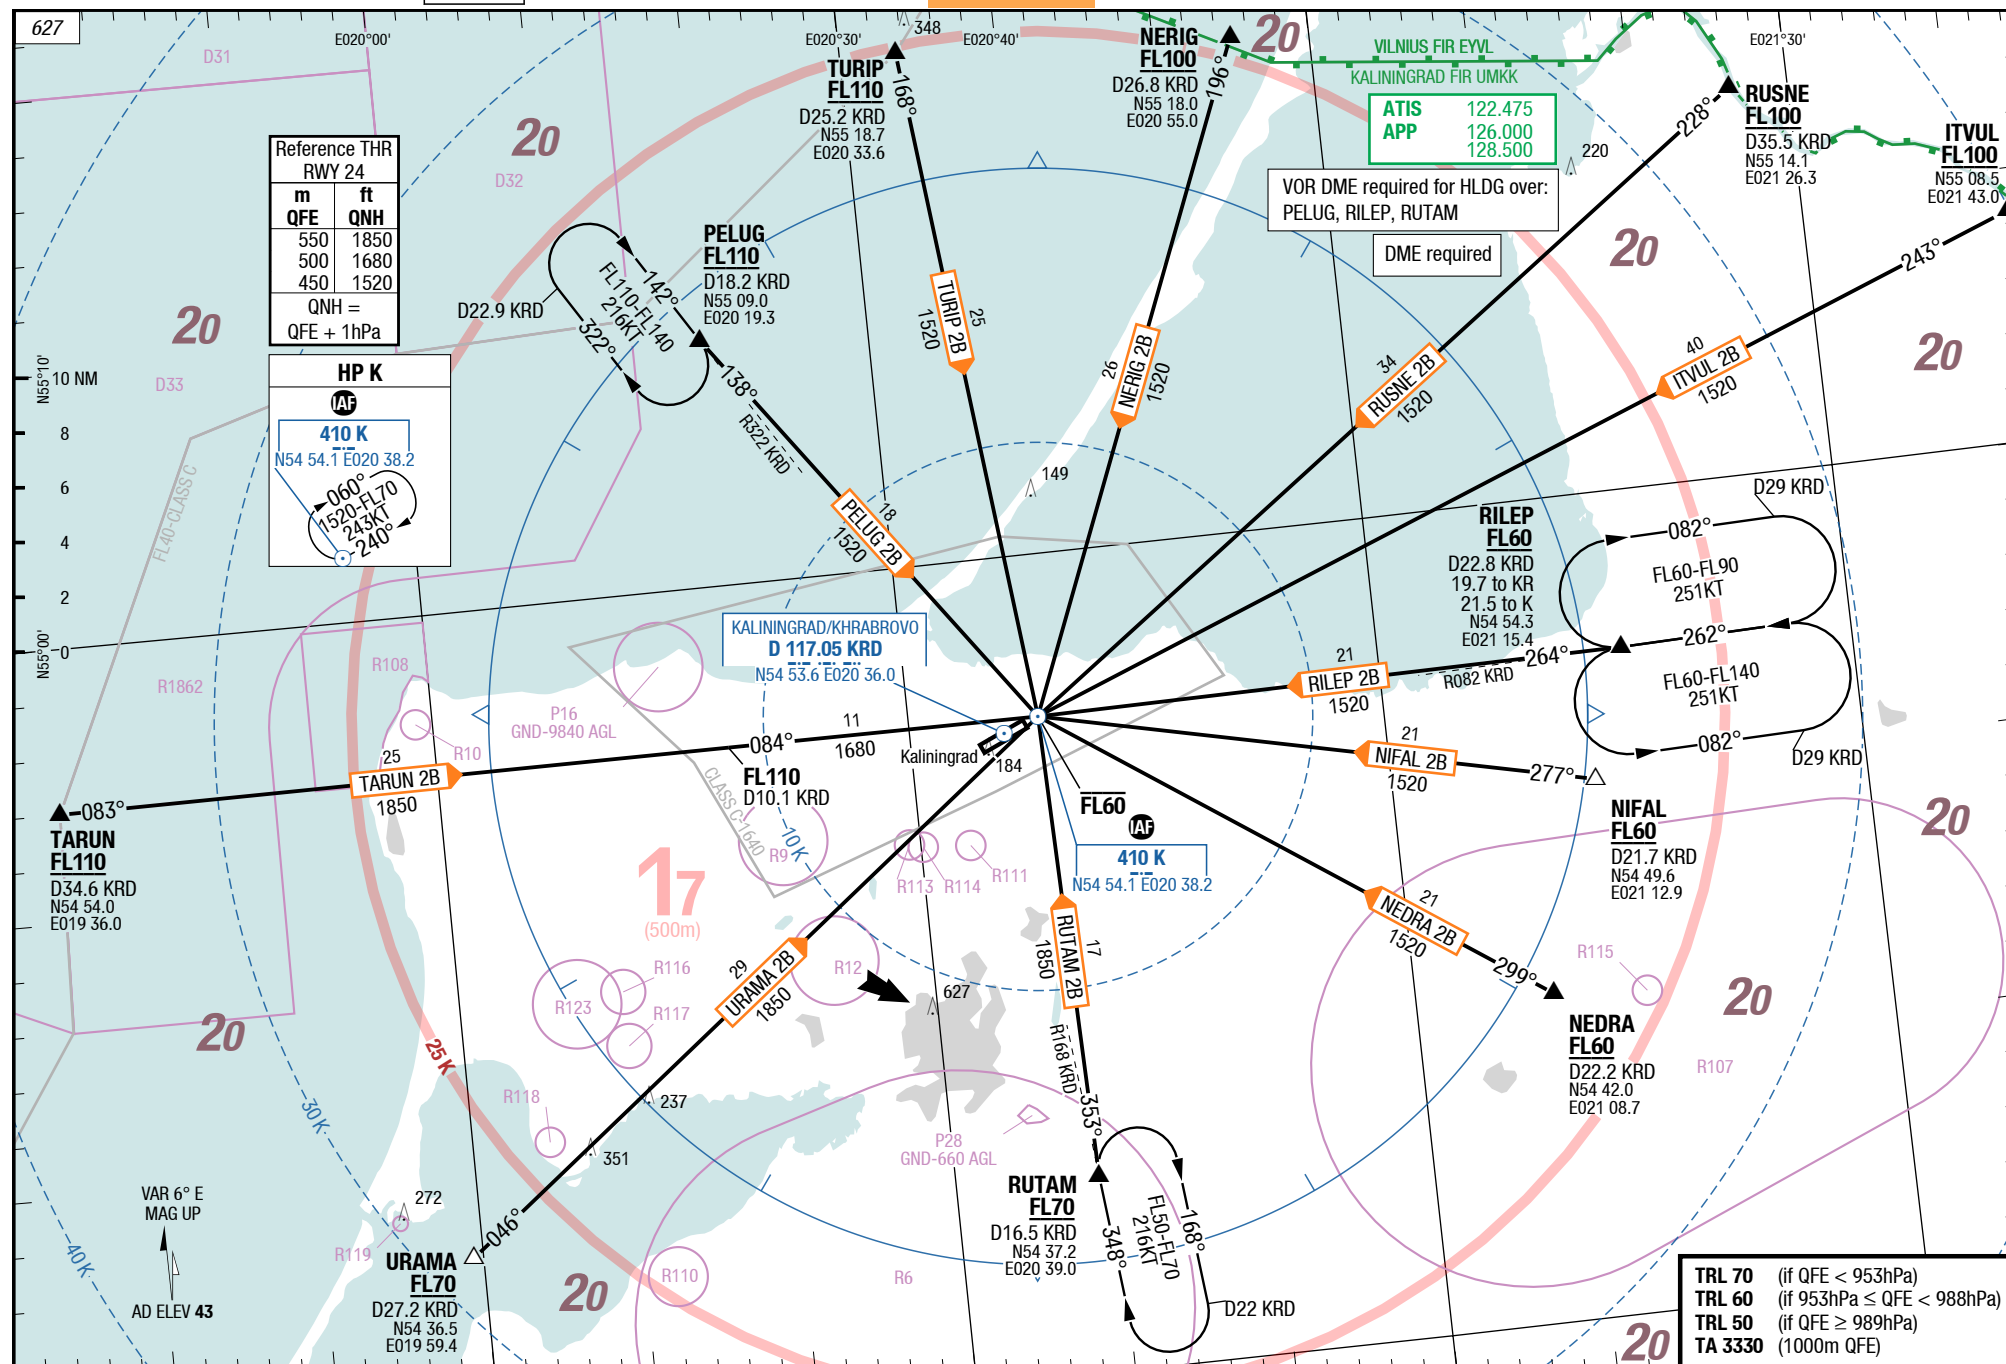 627
D31
E020°00'
E020°30'
348
E020°40'
E021°30'
20
VILNIUS FIR EYVL
KALININGRAD FIR UMKK
ATIS 122.475
APP 126.000
128.500
TURIP
FL110
D25.2 KRD
N55 18.7
E020 33.6
168°
NERIG
FL100
D26.8 KRD
N55 18.0
E020 55.0
196°
RUSNE
FL100
D35.5 KRD
N55 14.1
E021 26.3
228°
ITVUL
FL100
N55 08.5
E021 43.0
243°
220
VOR DME required for HLDG over:
PELUG, RILEP, RUTAM
DME required
Reference THR
RWY 24
m ft
QFE QNH
550 1850
500 1680
450 1520
QNH =
QFE + 1hPa
20
D32
20
D33
20
20
HP K
IAF
410 K
N54 54.1 E020 38.2
060°
1520-FL70
243KT
240°
FL40-CLASS C
N55°10'
10 NM
8
6
4
2
0
N55°00'
PELUG
FL110
D18.2 KRD
N55 09.0
E020 19.3
D22.9 KRD
142°
FL110-FL140
216KT
322°
138°
R322 KRD
18
PELUG 2B
1520
25
TURIP 2B
1520
26
NERIG 2B
1520
34
RUSNE 2B
1520
40
ITVUL 2B
1520
149
RILEP
FL60
D22.8 KRD
19.7 to KR
21.5 to K
N54 54.3
E021 15.4
D29 KRD
082°
FL60-FL90
251KT
262°
FL60-FL140
251KT
082°
D29 KRD
264°
R082 KRD
21
RILEP 2B
1520
KALININGRAD/KHRABROVO
D 117.05 KRD
N54 53.6 E020 36.0
R108
R1862
R10
P16
GND-9840 AGL
25
TARUN 2B
1850
083°
TARUN
FL110
D34.6 KRD
N54 54.0
E019 36.0
084°
11
1680
FL110
D10.1 KRD
Kaliningrad
184
CLASS C-1640
FL60
IAF
410 K
N54 54.1 E020 38.2
21
NIFAL 2B
1520
277°
NIFAL
FL60
D21.7 KRD
N54 49.6
E021 12.9
20
17
(500m)
R9
10 K
R113
R114
R111
21
NEDRA 2B
1520
299°
NEDRA
FL60
D22.2 KRD
N54 42.0
E021 08.7
R115
20
R107
R12
627
R116
R123
R117
29
URAMA 2B
1850
17
RUTAM 2B
1850
R168 KRD
353°
20
25 K
30 K
40 K
R118
237
351
272
R119
046°
URAMA
FL70
D27.2 KRD
N54 36.5
E019 59.4
P28
GND-660 AGL
RUTAM
FL70
D16.5 KRD
N54 37.2
E020 39.0
348°
FL50-FL70
216KT
168°
D22 KRD
VAR 6° E
MAG UP
AD ELEV 43
20
R110
R6
20
TRL 70 (if QFE < 953hPa)
TRL 60 (if 953hPa ≤ QFE < 988hPa)
TRL 50 (if QFE ≥ 989hPa)
TA 3330 (1000m QFE)